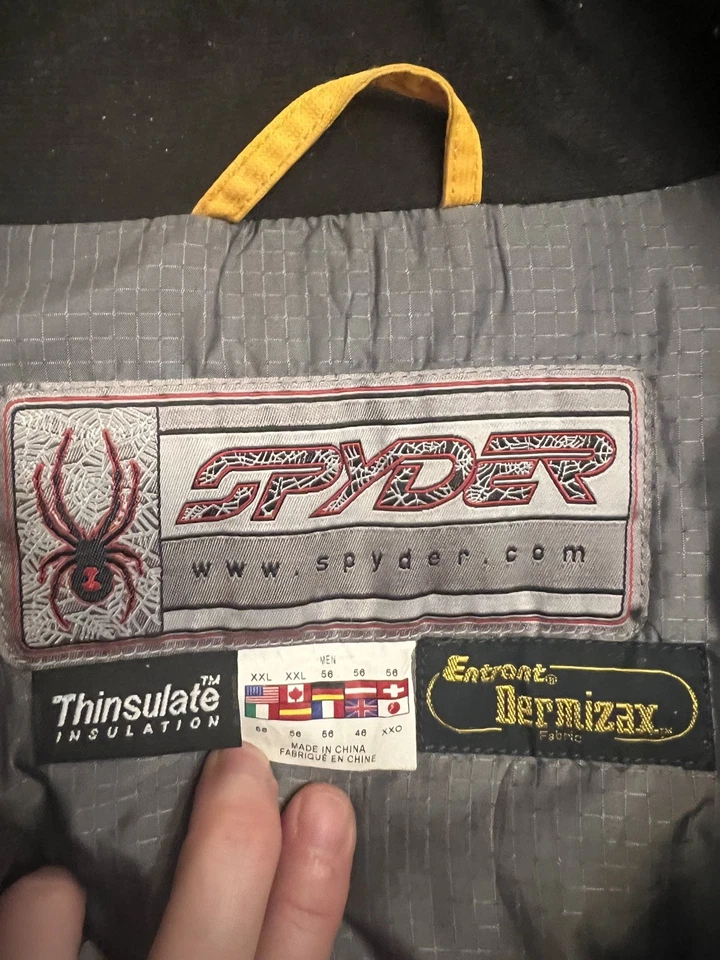 SPYDER
www.spyder.com
Thinsulate™
INSULATION
MEN
XXL XXL 56 56 56
56 56 56 46 XXO
MADE IN CHINA
FABRIQUÉ EN CHINE
Entrant®
Dermizax™
Fabric